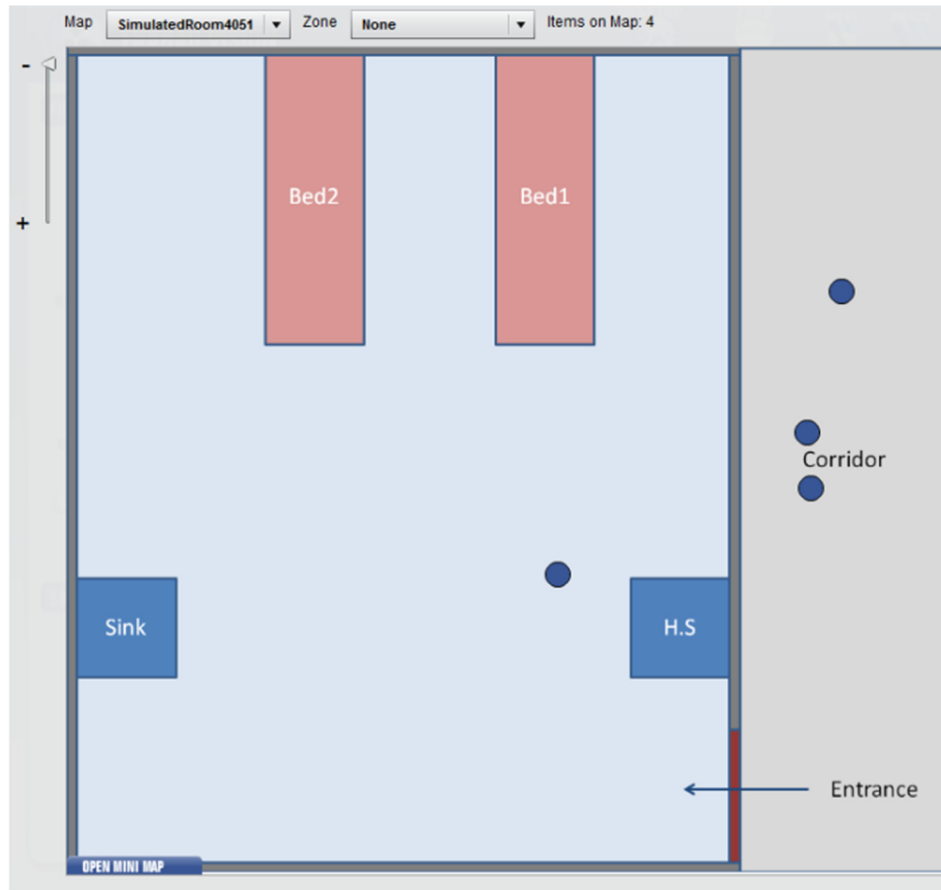 Map SimulatedRoom4051 Zone None Items on Map: 4
-
+
Bed2 Bed1
Corridor
Sink H.S
Entrance
OPEN MINI MAP